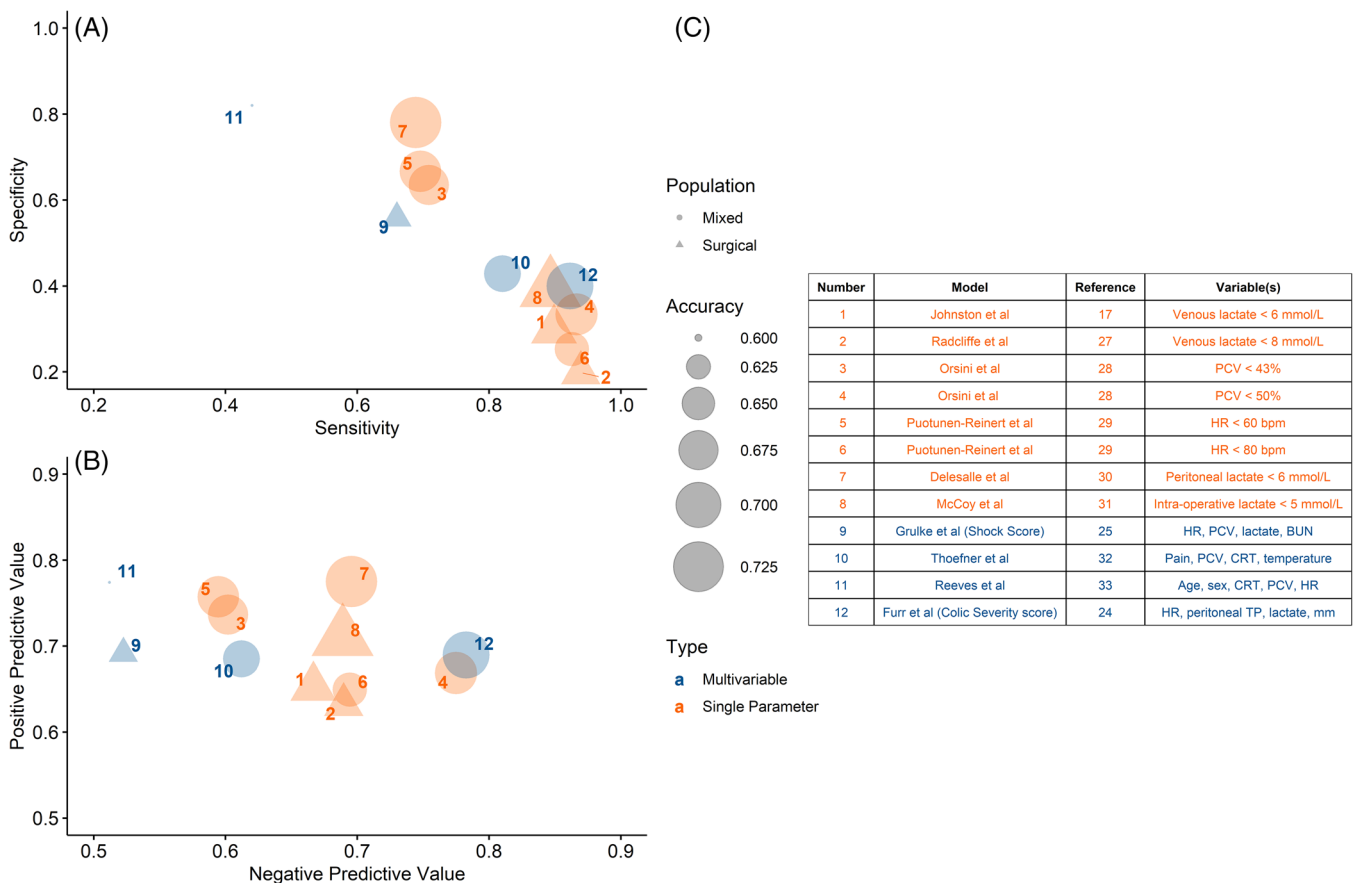 (A)
1.0
0.8
0.6
0.4
0.2
Specificity
11
7
5
3
9
10
12
8
4
1
6
2
0.2 0.4 0.6 0.8 1.0
Sensitivity
(B)
0.9
0.8
0.7
0.6
0.5
Positive Predictive Value
11
5
7
3
9
8
10
12
1
6
4
2
0.5 0.6 0.7 0.8 0.9
Negative Predictive Value
(C)
Population
Mixed
Surgical
Accuracy
0.600
0.625
0.650
0.675
0.700
0.725
Type
a Multivariable
a Single Parameter
Number Model Reference Variable(s)
1 Johnston et al 17 Venous lactate < 6 mmol/L
2 Radcliffe et al 27 Venous lactate < 8 mmol/L
3 Orsini et al 28 PCV < 43%
4 Orsini et al 28 PCV < 50%
5 Puotunen-Reinert et al 29 HR < 60 bpm
6 Puotunen-Reinert et al 29 HR < 80 bpm
7 Delesalle et al 30 Peritoneal lactate < 6 mmol/L
8 McCoy et al 31 Intra-operative lactate < 5 mmol/L
9 Grulke et al (Shock Score) 25 HR, PCV, lactate, BUN
10 Thoefner et al 32 Pain, PCV, CRT, temperature
11 Reeves et al 33 Age, sex, CRT, PCV, HR
12 Furr et al (Colic Severity score) 24 HR, peritoneal TP, lactate, mm